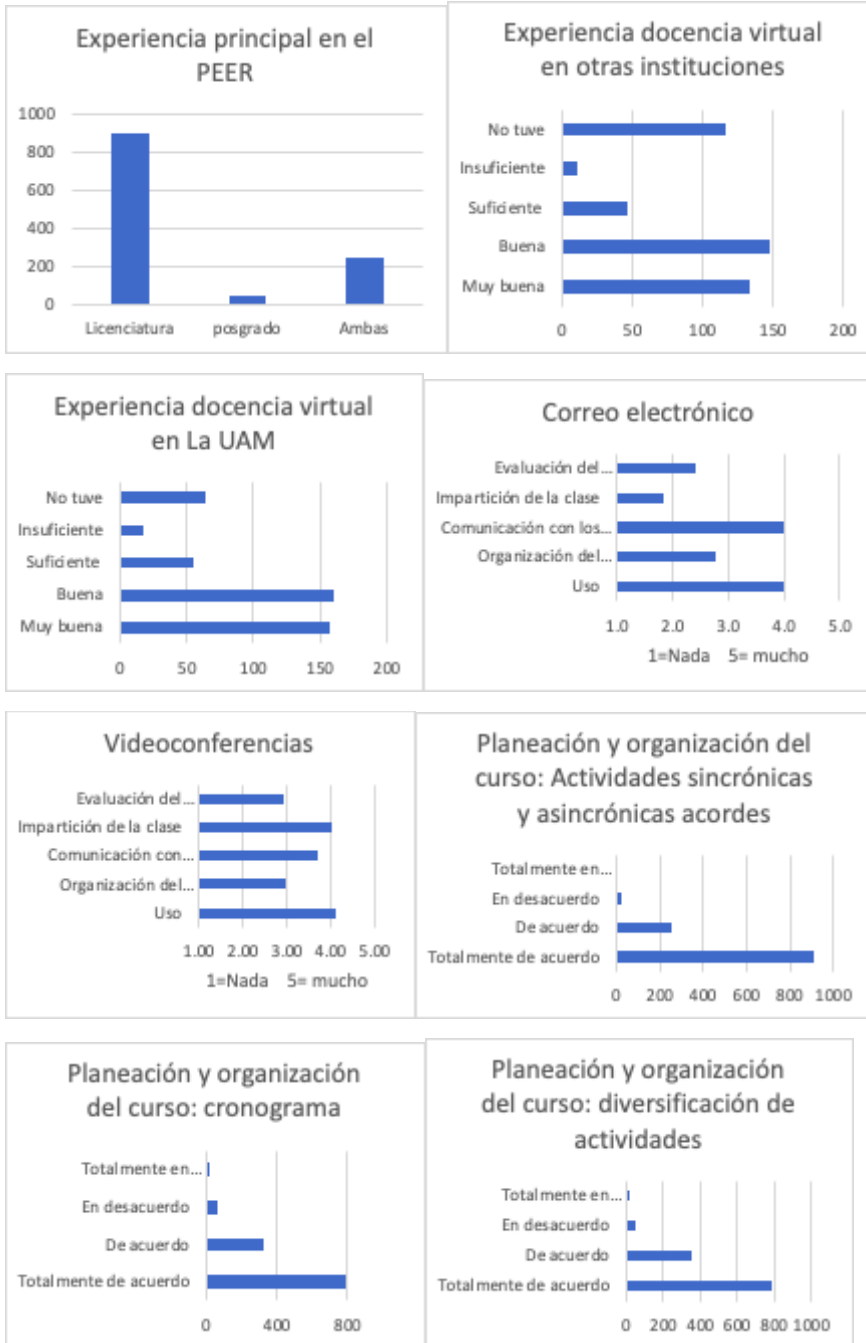 Experiencia principal en el
PEER
1000
800
600
400
200
0
Licenciatura posgrado Ambas
Experiencia docencia virtual
en otras instituciones
No tuve
Insuficiente
Suficiente
Buena
Muy buena
0 50 100 150 200
Experiencia docencia virtual
en La UAM
No tuve
Insuficiente
Suficiente
Buena
Muy buena
0 50 100 150 200
Correo electrónico
Evaluación del...
Impartición de la clase
Comunicación con los...
Organización del...
Uso
1.0 2.0 3.0 4.0 5.0
1=Nada 5= mucho
Videoconferencias
Evaluación del...
Impartición de la clase
Comunicación con...
Organización del...
Uso
1.00 2.00 3.00 4.00 5.00
1=Nada 5= mucho
Planeación y organización del
curso: Actividades sincrónicas
y asincrónicas acordes
Totalmente en...
En desacuerdo
De acuerdo
Totalmente de acuerdo
0 200 400 600 800 1000
Planeación y organización
del curso: cronograma
Totalmente en...
En desacuerdo
De acuerdo
Totalmente de acuerdo
0 400 800
Planeación y organización
del curso: diversificación de
actividades
Totalmente en...
En desacuerdo
De acuerdo
Totalmente de acuerdo
0 200 400 600 800 1000